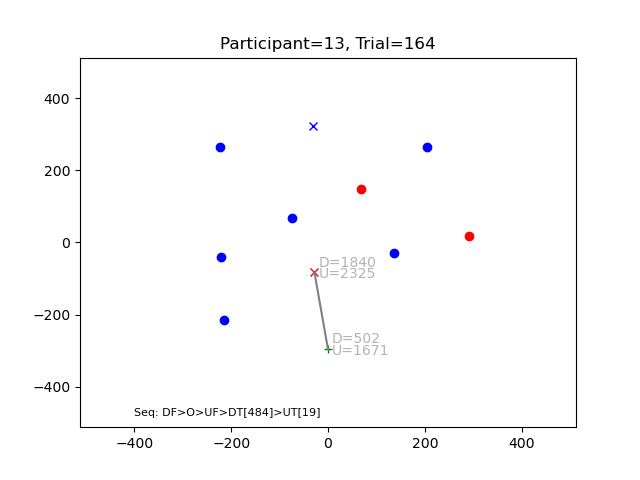 Participant=13, Trial=164
400
200
0
−200
−400
D=1840
U=2325
D=502
U=1671
Seq: DF>O>UF>DT[484]>UT[19]
−400
−200
0
200
400